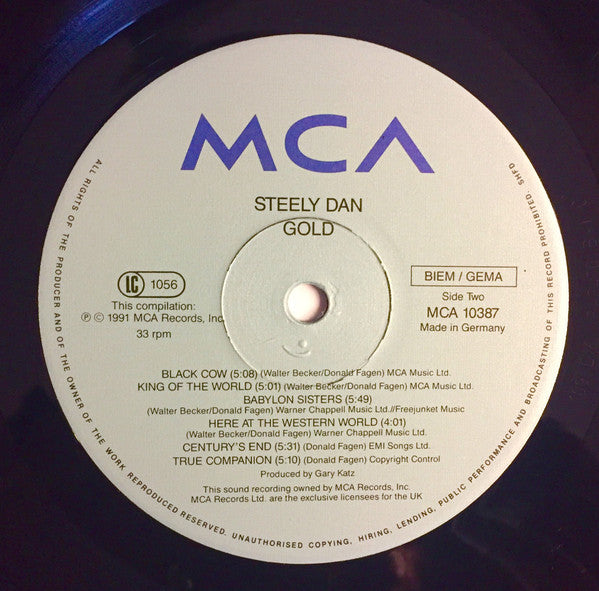 MCA
STEELY DAN
GOLD
LC 1056
This compilation:
℗ © 1991 MCA Records, Inc.
33 rpm
BIEM / GEMA
Side Two
MCA 10387
Made in Germany
BLACK COW (5:08) (Walter Becker/Donald Fagen) MCA Music Ltd.
KING OF THE WORLD (5:01) (Walter Becker/Donald Fagen) MCA Music Ltd.
BABYLON SISTERS (5:49)
(Walter Becker/Donald Fagen) Warner Chappell Music Ltd.//Freejunket Music
HERE AT THE WESTERN WORLD (4:01)
(Walter Becker/Donald Fagen) Warner Chappell Music Ltd.
CENTURY'S END (5:31) (Donald Fagen) EMI Songs Ltd.
TRUE COMPANION (5:10) (Donald Fagen) Copyright Control
Produced by Gary Katz
This sound recording owned by MCA Records, Inc.
MCA Records Ltd. are the exclusive licensees for the UK
ALL RIGHTS OF THE PRODUCER AND OF THE OWNER OF THE WORK REPRODUCED RESERVED. UNAUTHORISED COPYING, HIRING, LENDING, PUBLIC PERFORMANCE AND BROADCASTING OF THIS RECORD PROHIBITED. SHFD